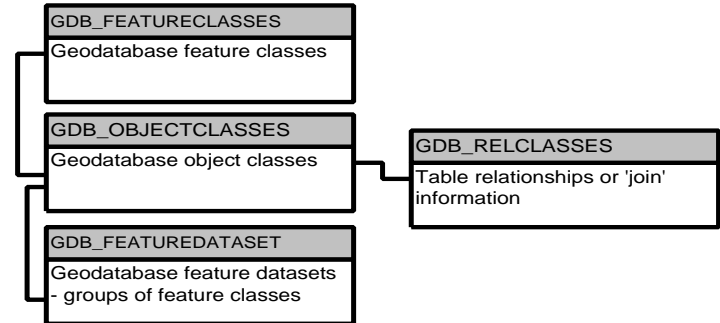 GDB_FEATURECLASSES
Geodatabase feature classes
GDB_OBJECTCLASSES
Geodatabase object classes
GDB_RELCLASSES
Table relationships or 'join'
information
GDB_FEATUREDATASET
Geodatabase feature datasets
- groups of feature classes